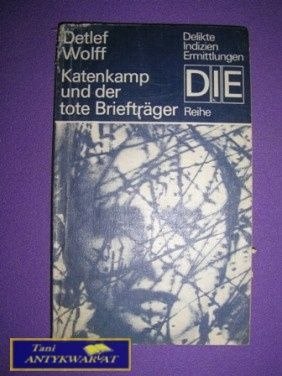 Detlef
Wolff
Katenkamp
und der
tote Briefträger
Delikte
Indizien
Ermittlungen
DIE
Reihe
Tani
ANTYKWARIAT